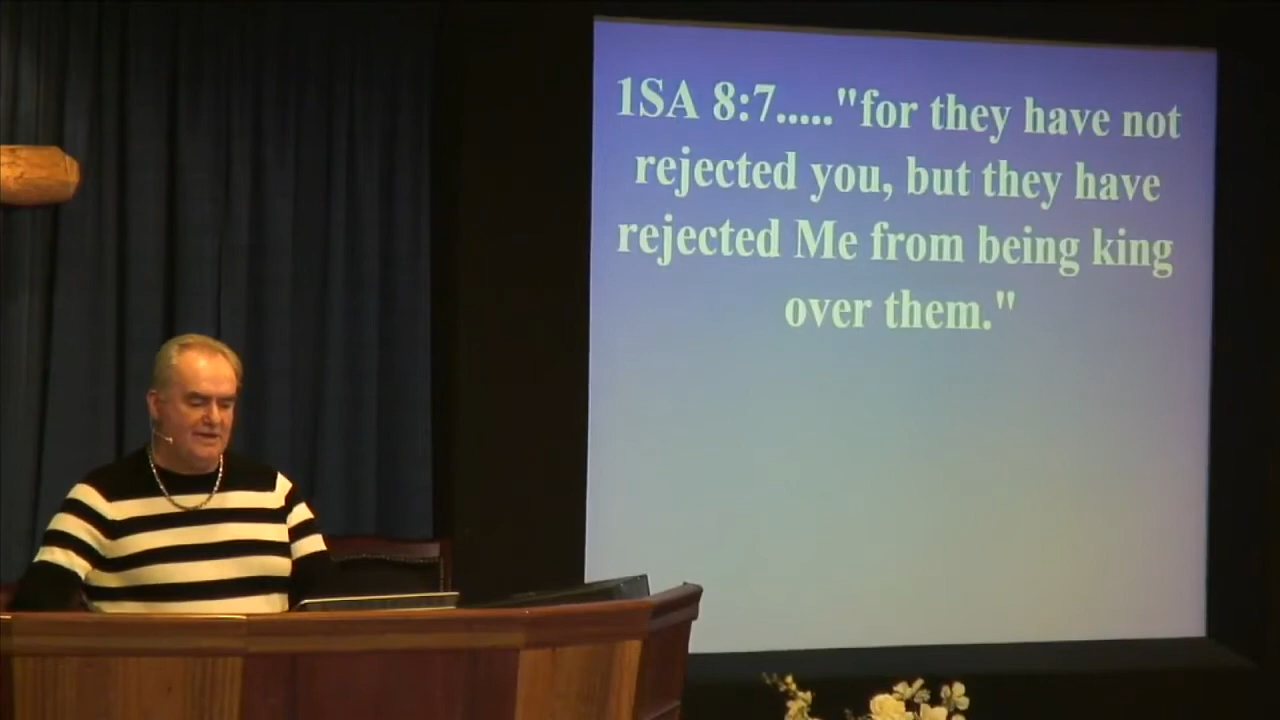 1SA 8:7....."for they have not
rejected you, but they have
rejected Me from being king
over them."